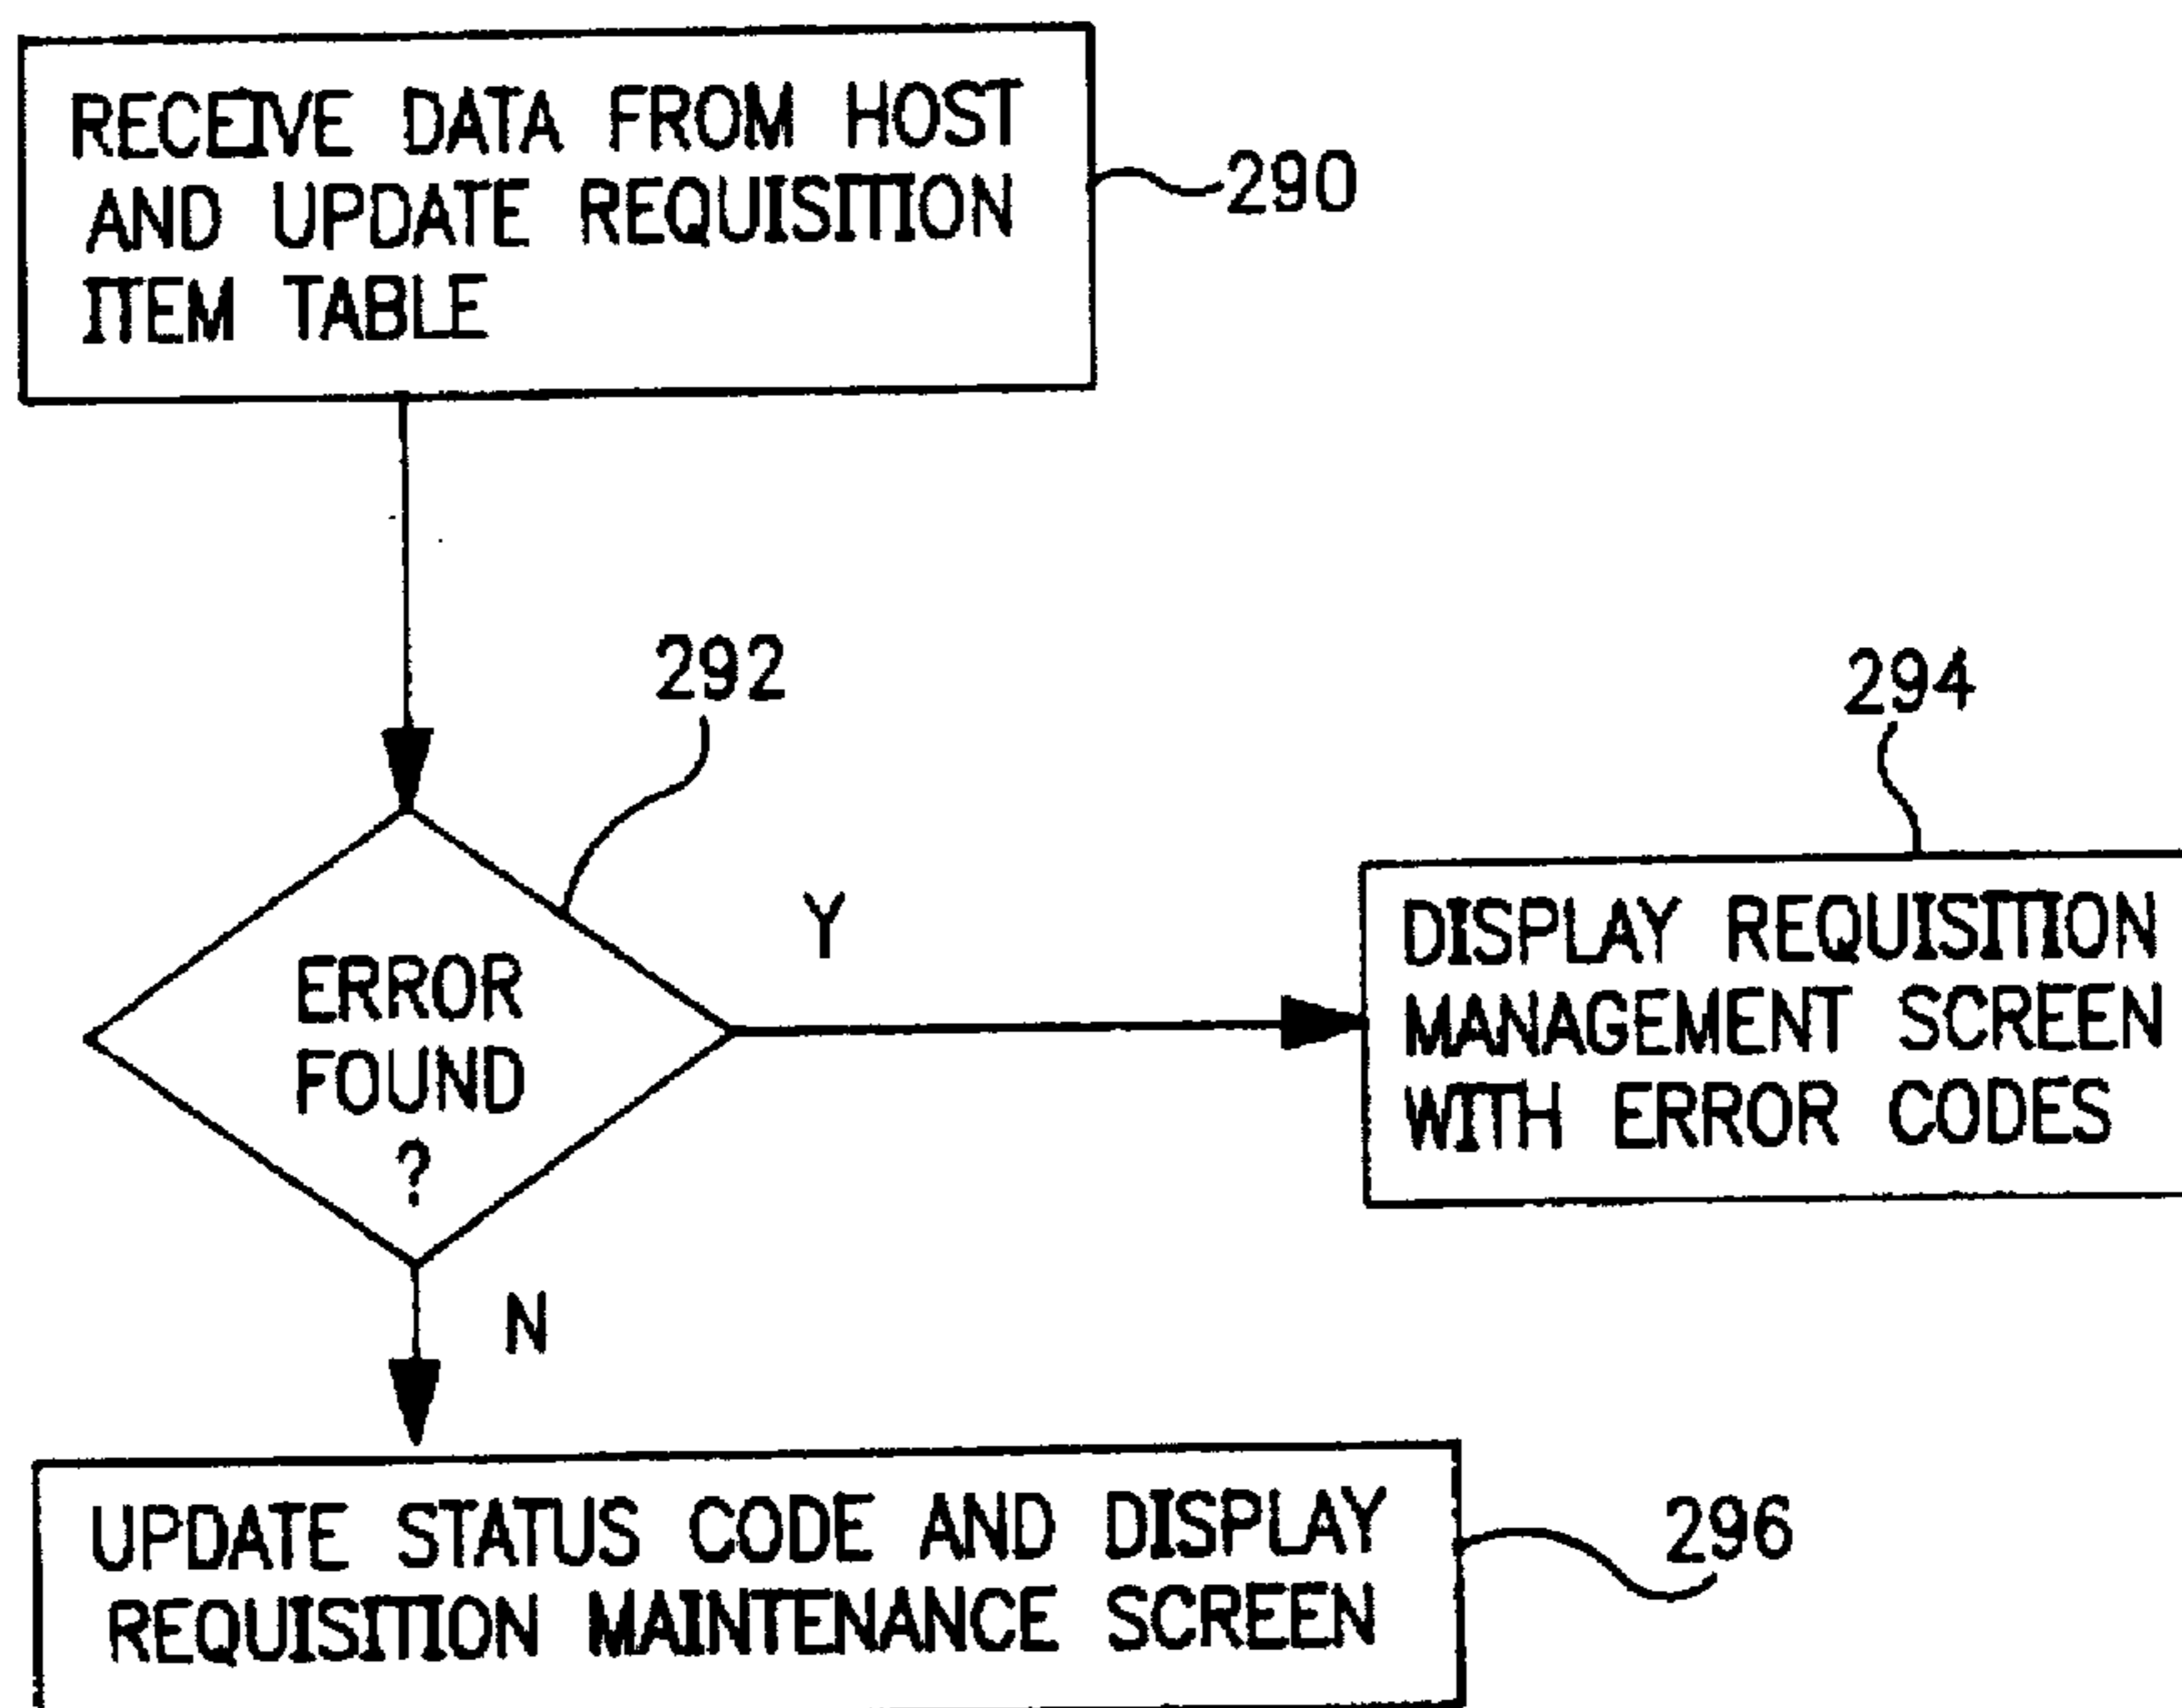 RECEIVE DATA FROM HOST
AND UPDATE REQUISITION
ITEM TABLE
290
292
294
ERROR
FOUND
?
Y
DISPLAY REQUISITION
MANAGEMENT SCREEN
WITH ERROR CODES
N
UPDATE STATUS CODE AND DISPLAY
REQUISITION MAINTENANCE SCREEN
296